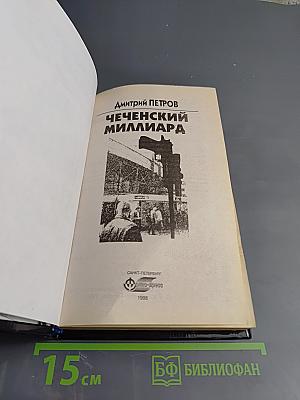 Дмитрий ПЕТРОВ
ЧЕЧЕНСКИЙ
МИЛЛИАРД
САНКТ-ПЕТЕРБУРГ
1998
15 см
БФ БИБЛИОФАН